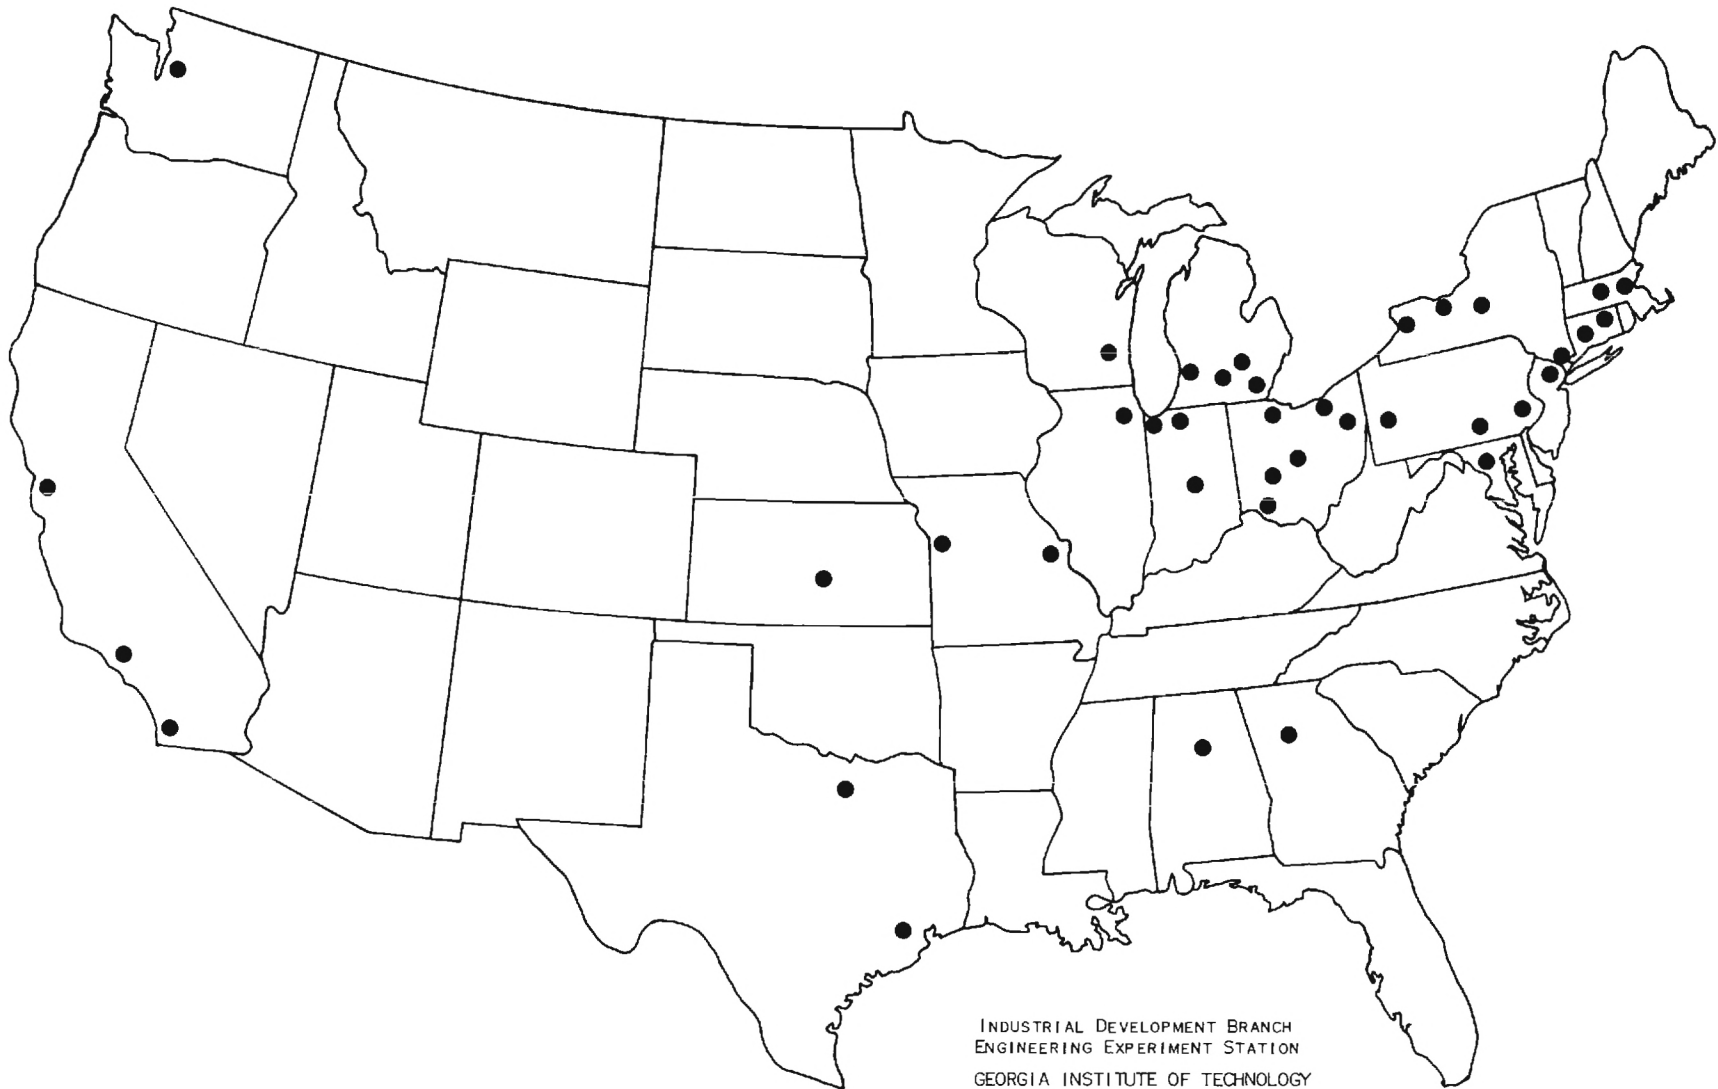 INDUSTRIAL DEVELOPMENT BRANCH
ENGINEERING EXPERIMENT STATION
GEORGIA INSTITUTE OF TECHNOLOGY